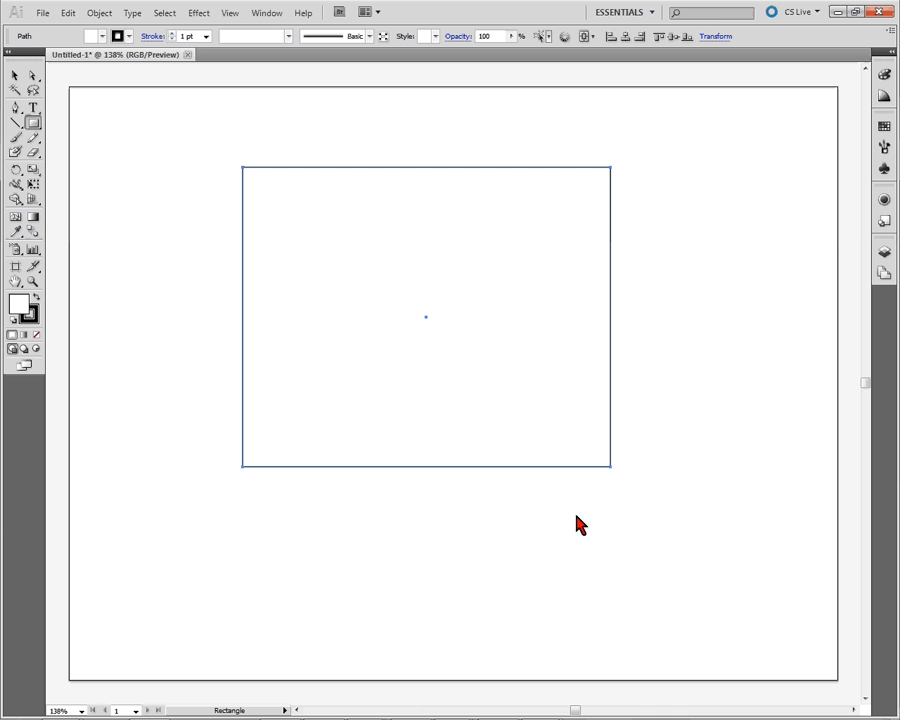 Ai File Edit Object Type Select Effect View Window Help Br ESSENTIALS CS Live
Path Stroke: 1 pt Basic Style: Opacity: 100 % Transform
Untitled-1* @ 138% (RGB/Preview)
T
138% 1 Rectangle